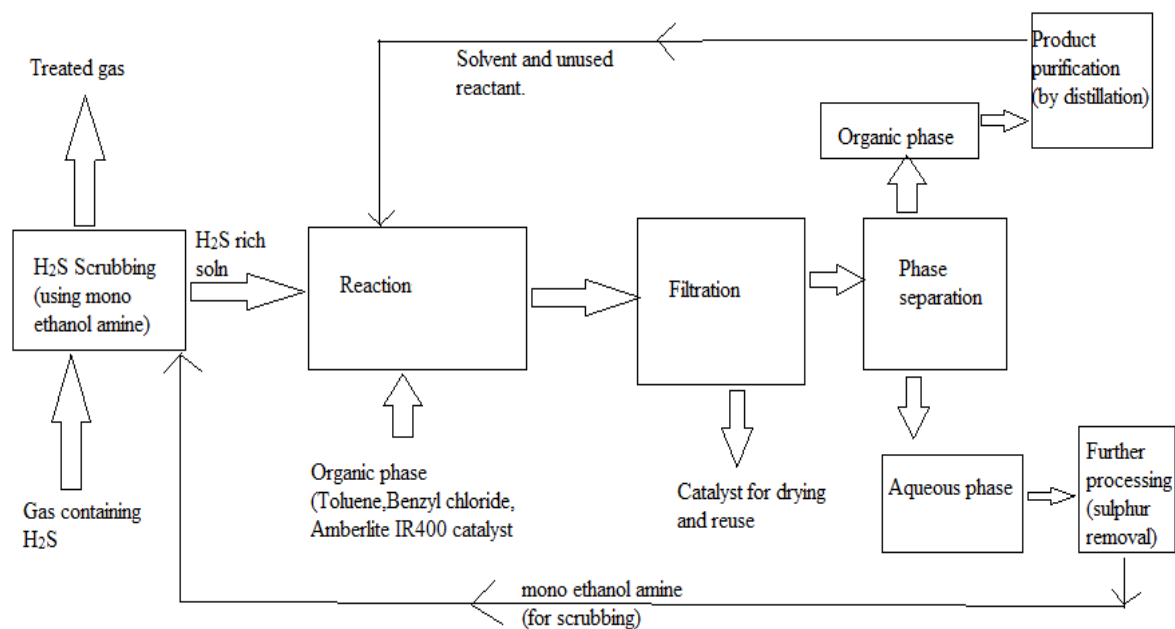 Treated gas
H2S Scrubbing
(using mono
ethanol amine)
Gas containing
H2S
H2S rich
soln
Solvent and unused
reactant.
Reaction
Organic phase
(Toluene,Benzyl chloride,
Amberlite IR400 catalyst
Filtration
Catalyst for drying
and reuse
Phase
separation
Organic phase
Product
purification
(by distillation)
Aqueous phase
Further
processing
(sulphur
removal)
mono ethanol amine
(for scrubbing)